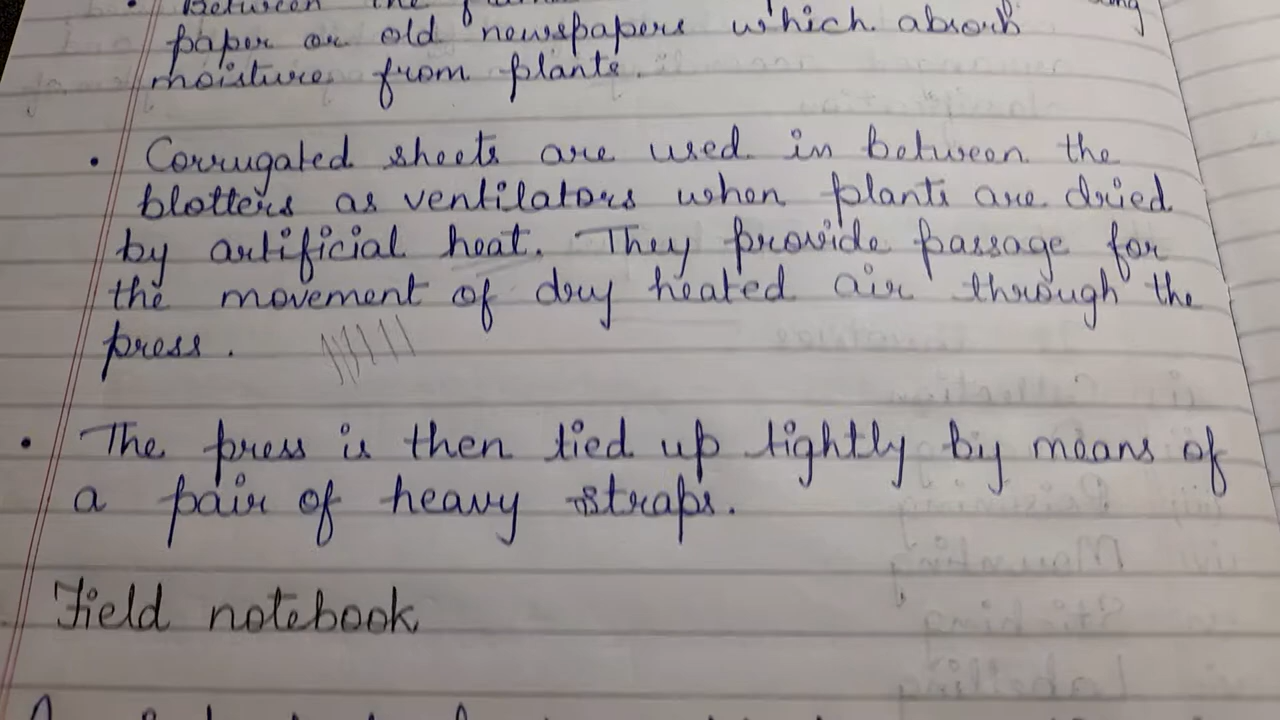 Between the
paper or old newspapers which absorb
moisture from plants.
• Corrugated sheets are used in between the
blotters as ventilators when plants are dried
by artificial heat. They provide passage for
the movement of dry heated air through the
press.
• The press is then tied up tightly by means of
a pair of heavy straps.
Field notebook